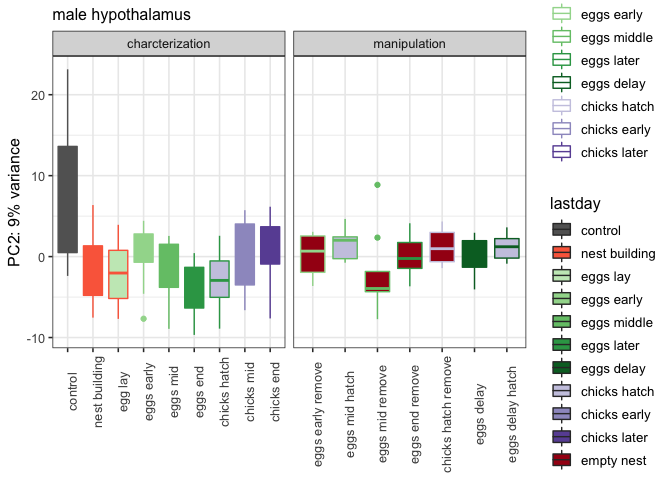 male hypothalamus
charcterization
manipulation
PC2: 9% variance
20
10
0
-10
control
nest building
egg lay
eggs early
eggs mid
eggs end
chicks hatch
chicks mid
chicks end
eggs early remove
eggs mid hatch
eggs mid remove
eggs end remove
chicks hatch remove
eggs delay
eggs delay hatch
eggs early
eggs middle
eggs later
eggs delay
chicks hatch
chicks early
chicks later
lastday
control
nest building
eggs lay
eggs early
eggs middle
eggs later
eggs delay
chicks hatch
chicks early
chicks later
empty nest